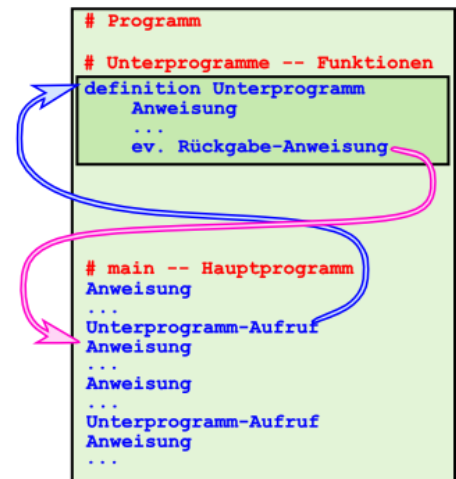 # Programm
# Unterprogramme -- Funktionen
definition Unterprogramm
Anweisung
...
ev. Rückgabe-Anweisung
# main -- Hauptprogramm
Anweisung
...
Unterprogramm-Aufruf
Anweisung
...
Anweisung
...
Unterprogramm-Aufruf
Anweisung
...